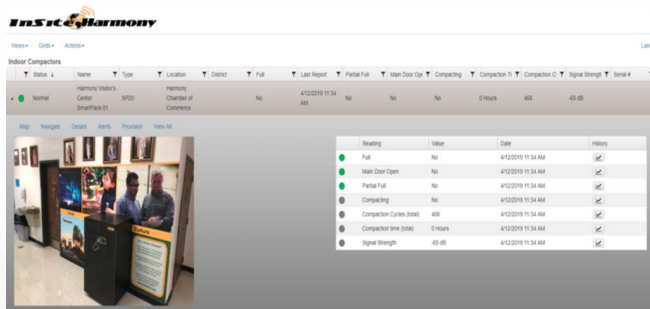 InSiteHarmony
Views Grids Actions
Indoor Compactors
Status ↓ Name Type Location District Full Last Report Partial Full Main Door Ope Compacting Compaction Ti Compaction Cy Signal Strength Serial #
Normal Harmony Visitor's Center SmartPack 01 SP20 Harmony Chamber of Commerce No 4/12/2019 11:34 AM No No No 0 Hours 468 -65 dB
Map Navigate Details Alerts Provision View All
Reading Value Date History
Full No 4/12/2019 11:34 AM
Main Door Open No 4/12/2019 11:34 AM
Partial Full No 4/12/2019 11:34 AM
Compacting No 4/12/2019 11:34 AM
Compaction Cycles (total) 468 4/12/2019 11:34 AM
Compaction time (total) 0 Hours 4/12/2019 11:34 AM
Signal Strength -65 dB 4/12/2019 11:34 AM
Culture